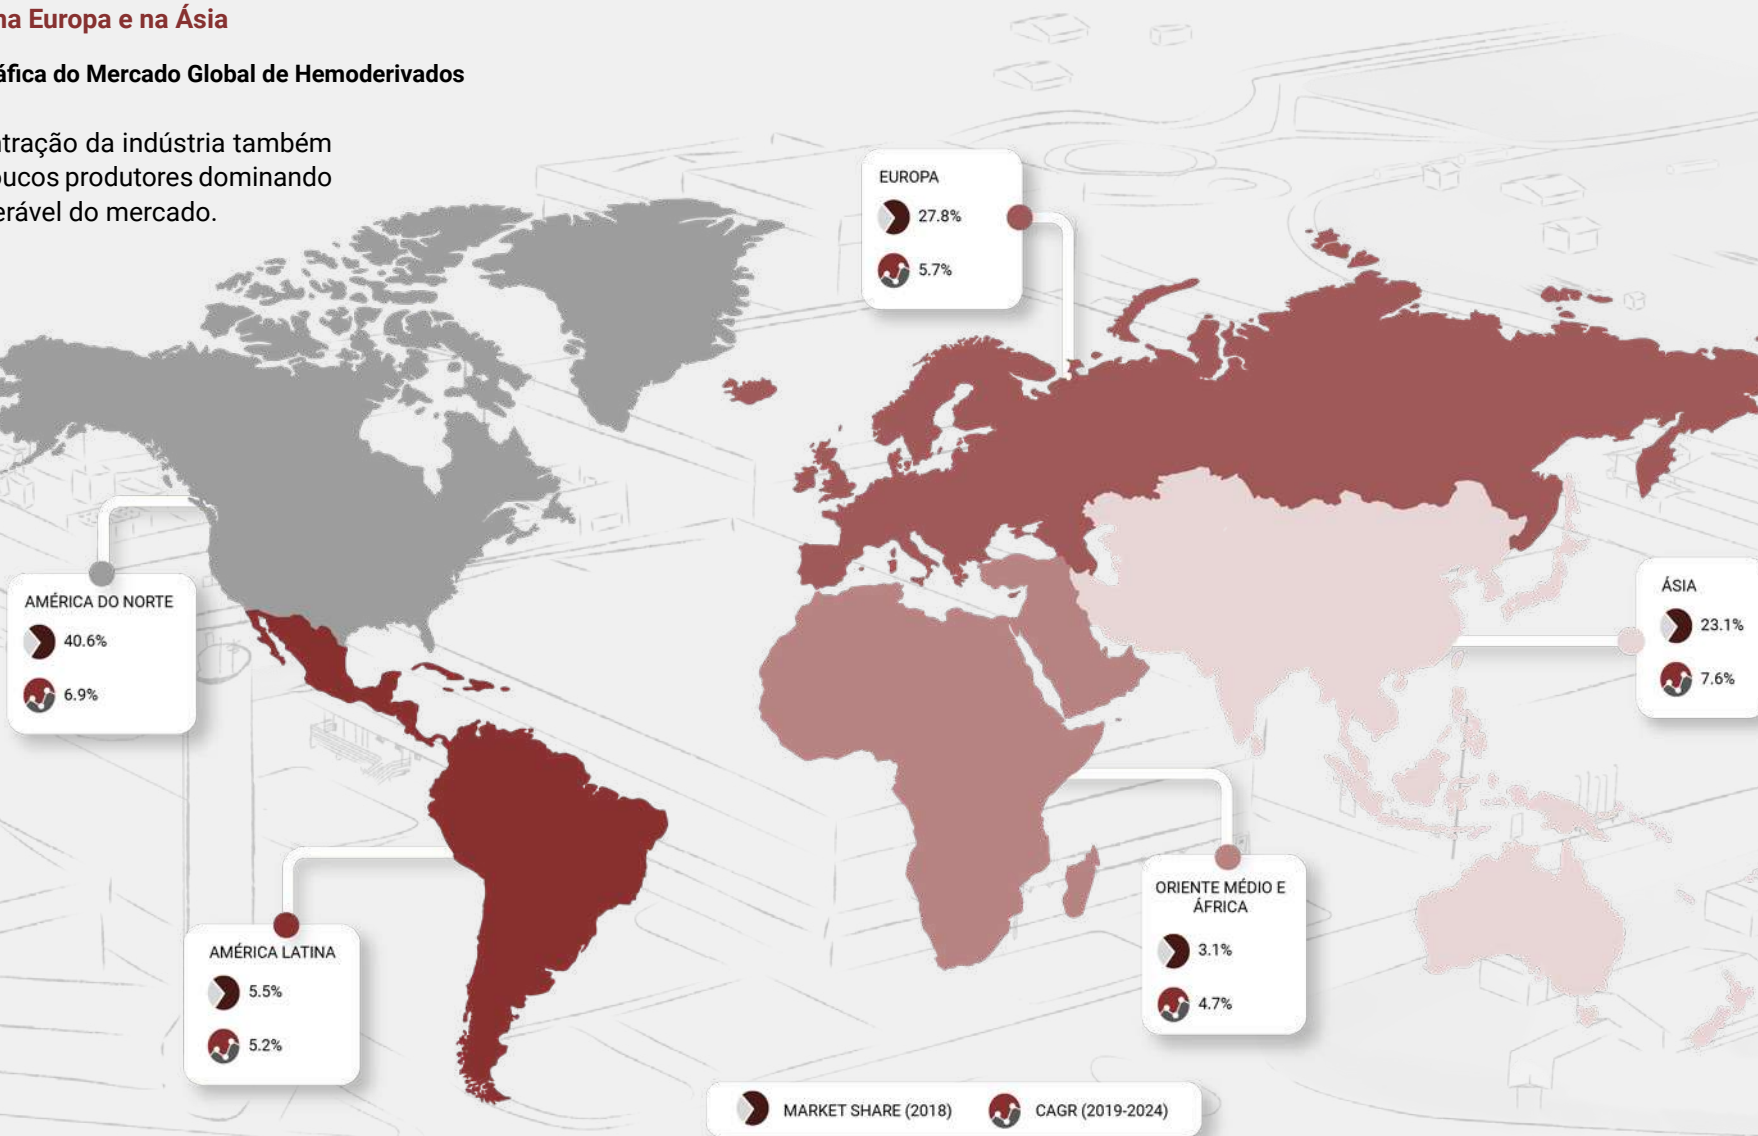 na Europa e na Ásia
áfica do Mercado Global de Hemoderivados
ntração da indústria também
oucos produtores dominando
erável do mercado.
EUROPA
27.8%
5.7%
AMÉRICA DO NORTE
40.6%
6.9%
ÁSIA
23.1%
7.6%
ORIENTE MÉDIO E
ÁFRICA
3.1%
4.7%
AMÉRICA LATINA
5.5%
5.2%
MARKET SHARE (2018)
CAGR (2019-2024)